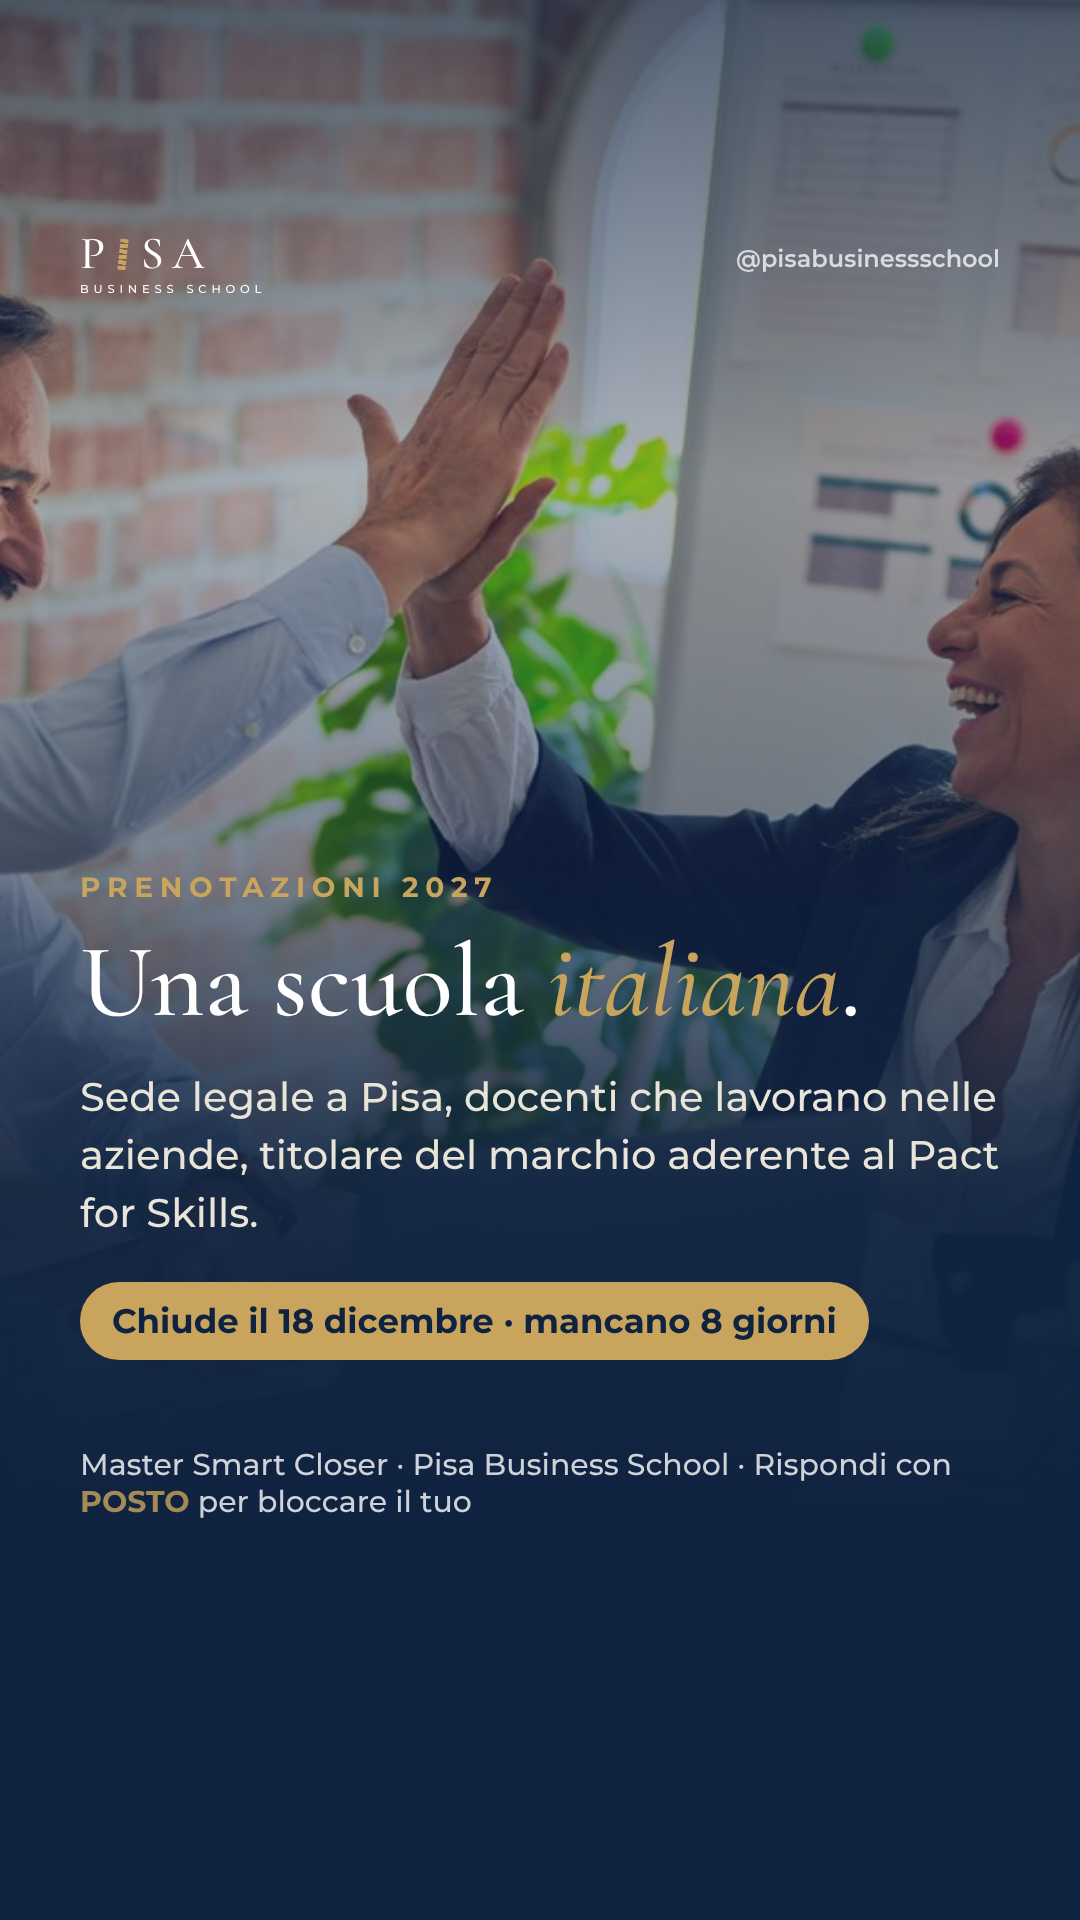 PISA
BUSINESS SCHOOL
@pisabusinessschool
PRENOTAZIONI 2027
Una scuola italiana.
Sede legale a Pisa, docenti che lavorano nelle
aziende, titolare del marchio aderente al Pact
for Skills.
Chiude il 18 dicembre · mancano 8 giorni
Master Smart Closer · Pisa Business School · Rispondi con
POSTO per bloccare il tuo